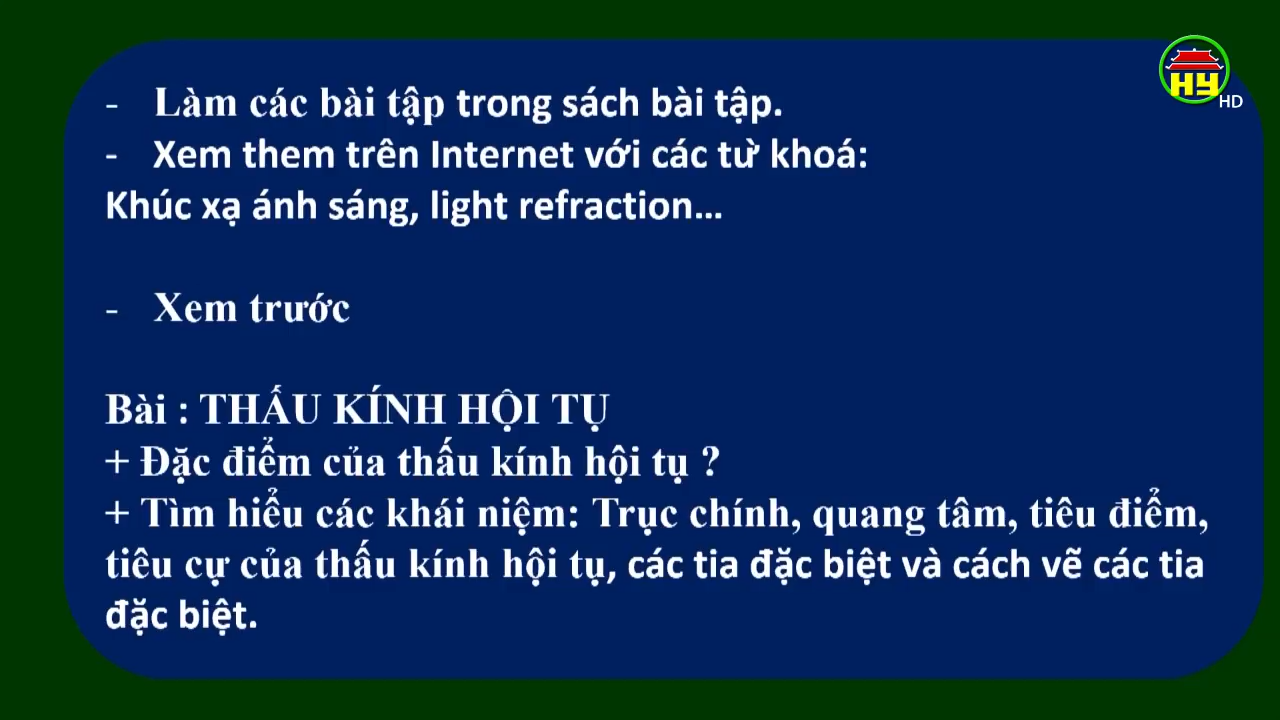 HY
HD
- Làm các bài tập trong sách bài tập.
- Xem them trên Internet với các từ khoá:
Khúc xạ ánh sáng, light refraction...
- Xem trước
Bài : THẤU KÍNH HỘI TỤ
+ Đặc điểm của thấu kính hội tụ ?
+ Tìm hiểu các khái niệm: Trục chính, quang tâm, tiêu điểm,
tiêu cự của thấu kính hội tụ, các tia đặc biệt và cách vẽ các tia
đặc biệt.